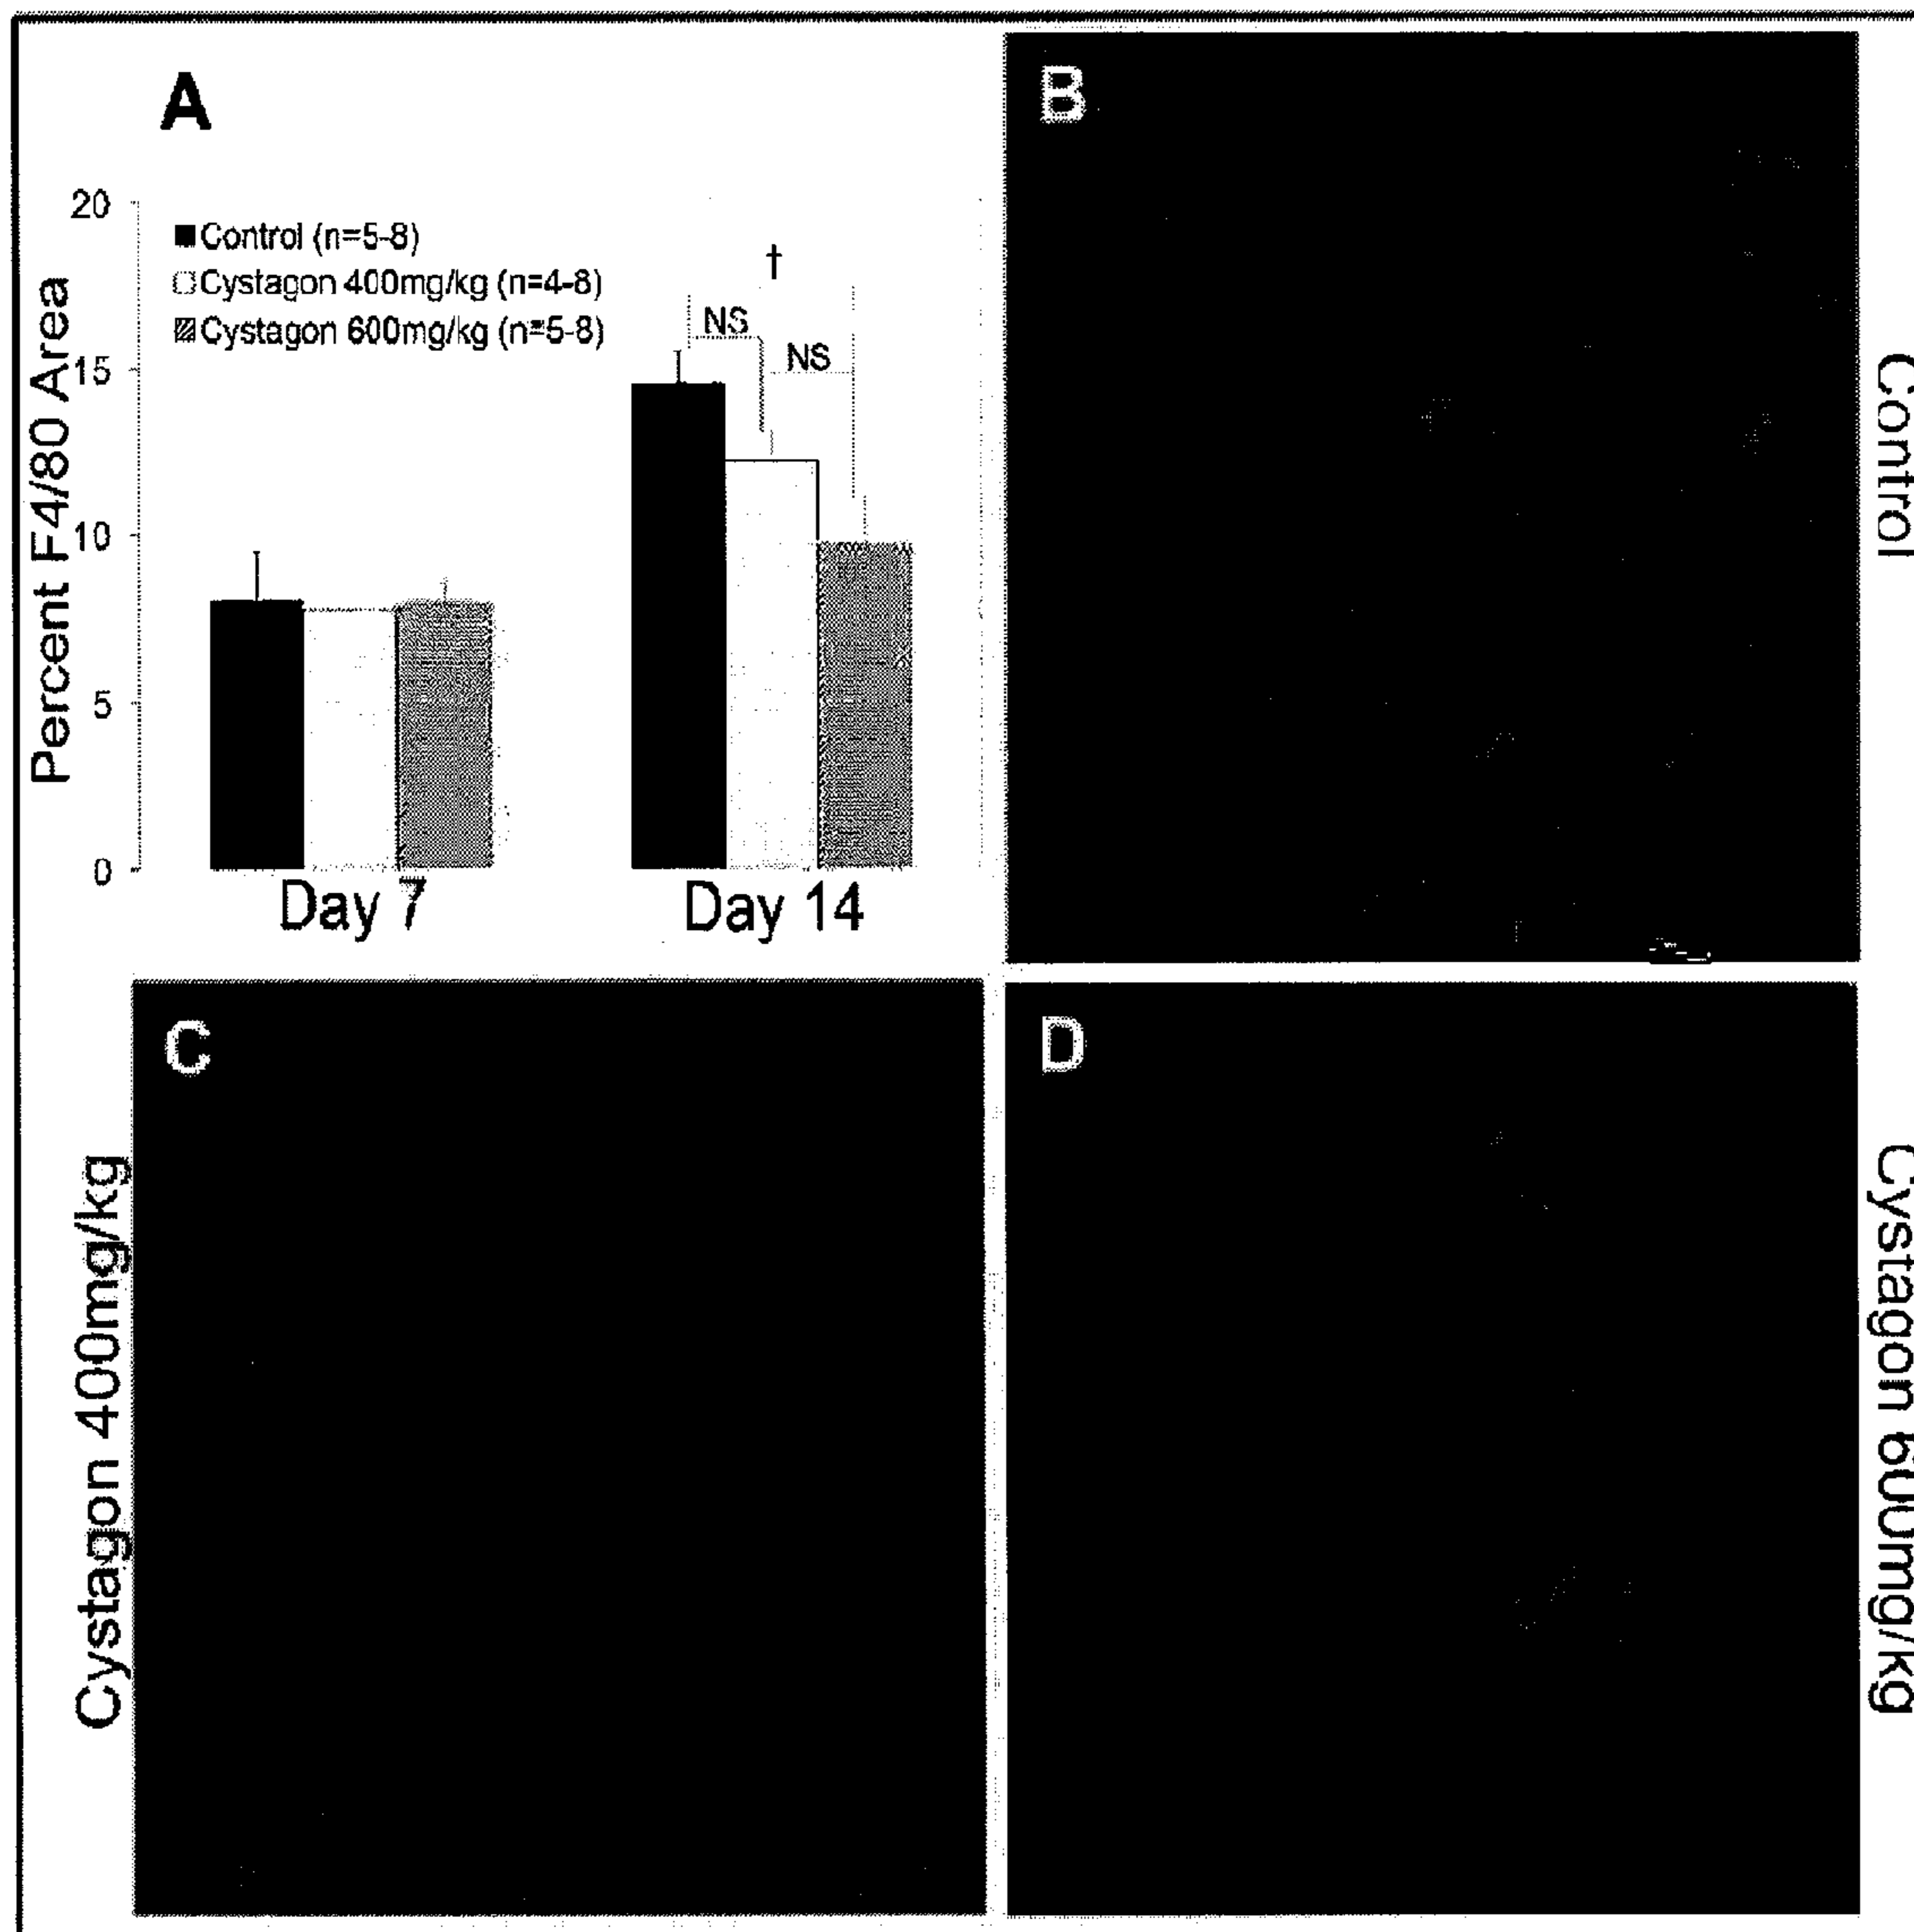 A
B
20
■Control (n=5-8)
Cystagon 400mg/kg (n=4-8)
Cystagon 600mg/kg (n=5-8)
†
NS
NS
15
10
5
0
Percent F4/80 Area
Day 7
Day 14
Control
C
D
Cystagon 400mg/kg
Cystagon 600mg/kg